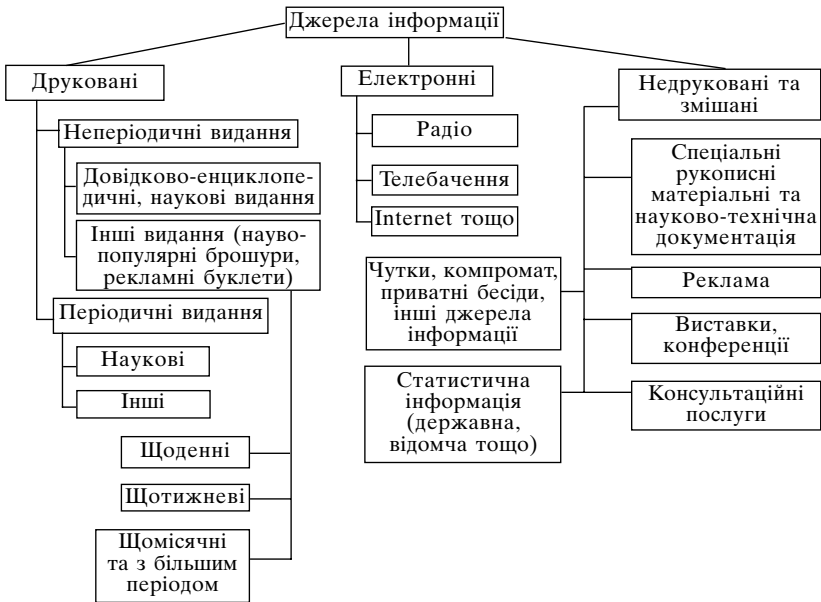 Джерела інформації
Друковані
Неперіодичні видання
Довідково-енциклопе-
дичні, наукові видання
Інші видання (науво-
популярні брошури,
рекламні буклети)
Періодичні видання
Наукові
Інші
Щоденні
Щотижневі
Щомісячні
та з більшим
періодом
Електронні
Радіо
Телебачення
Internet тощо
Недруковані та
змішані
Спеціальні
рукописні
матеріальні та
науково-технічна
документація
Реклама
Виставки,
конференції
Консультаційні
послуги
Чутки, компромат,
приватні бесіди,
інші джерела
інформації
Статистична
інформація
(державна,
відомча тощо)